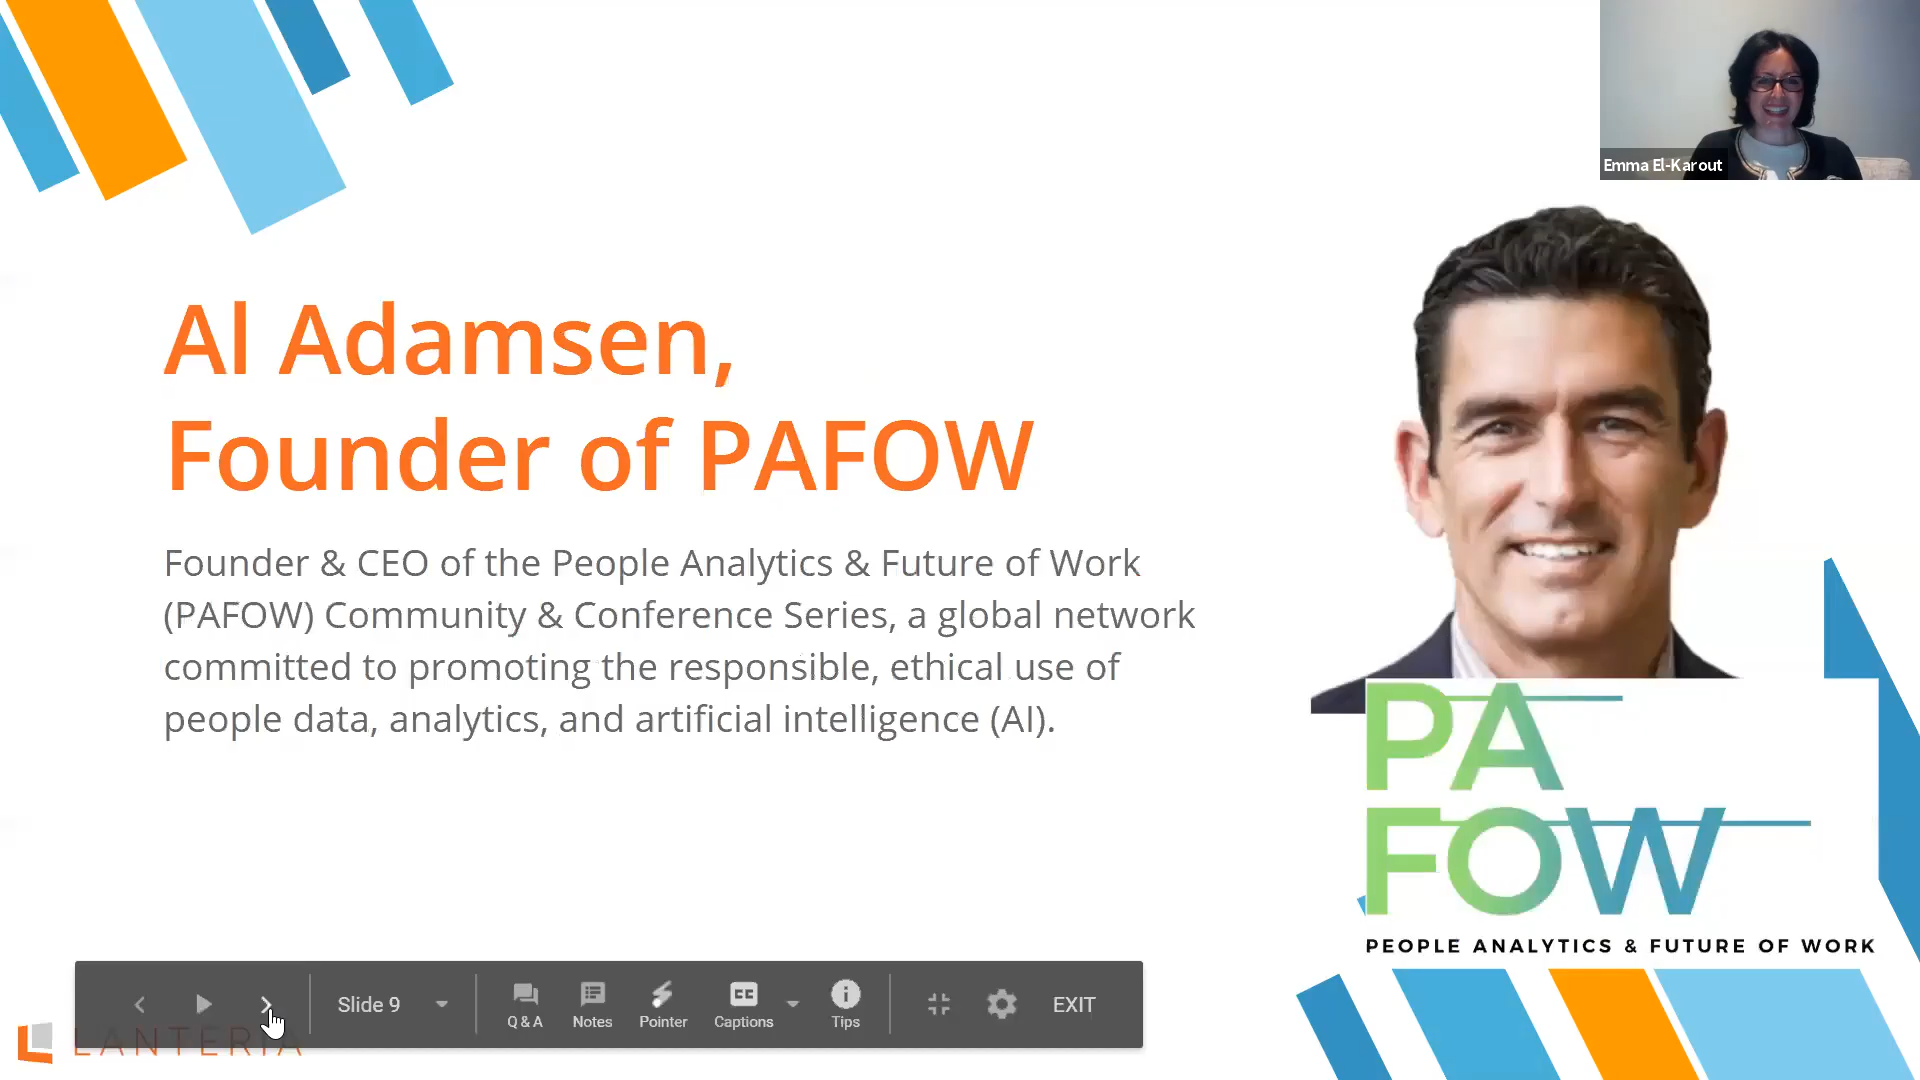 Emma El-Karout
Al Adamsen,
Founder of PAFOW
Founder & CEO of the People Analytics & Future of Work
(PAFOW) Community & Conference Series, a global network
committed to promoting the responsible, ethical use of
people data, analytics, and artificial intelligence (AI).
PA
FOW
PEOPLE ANALYTICS & FUTURE OF WORK
Slide 9
Q & A
Notes
Pointer
CC
Captions
Tips
EXIT
LANTERIA